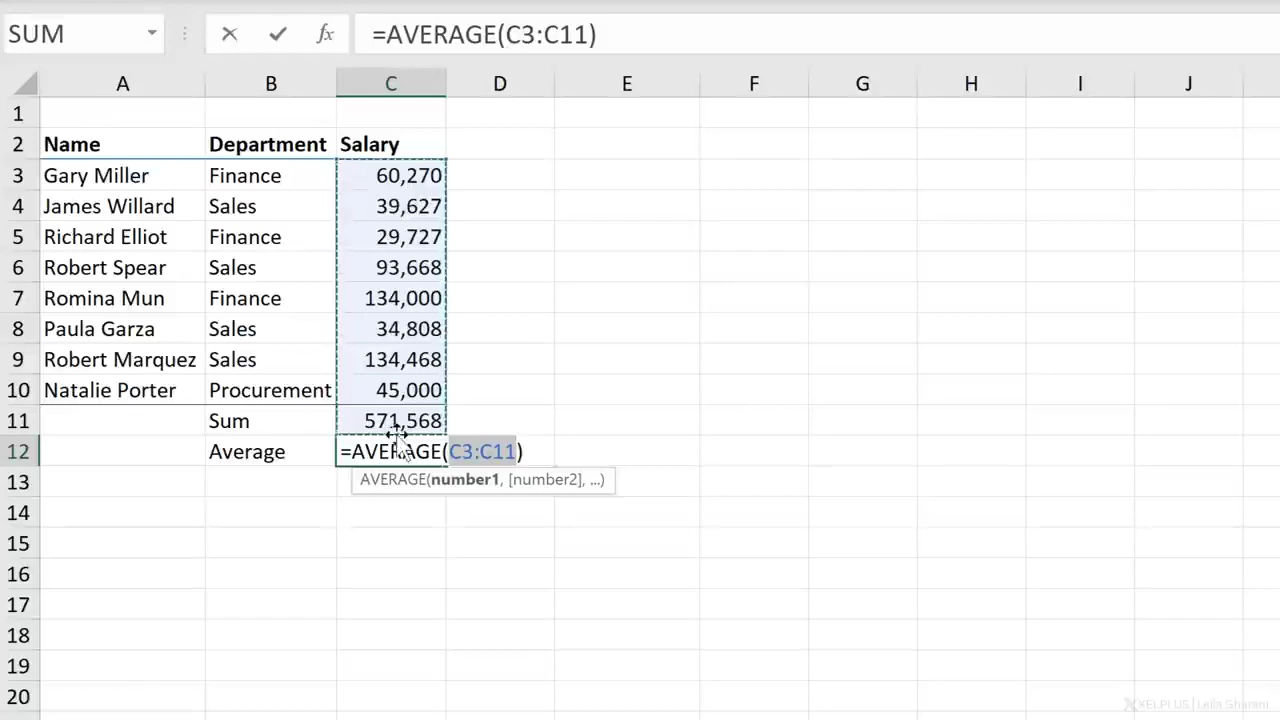 SUM fx =AVERAGE(C3:C11)
A B C D E F G H I J
1
2 Name Department Salary
3 Gary Miller Finance 60,270
4 James Willard Sales 39,627
5 Richard Elliot Finance 29,727
6 Robert Spear Sales 93,668
7 Romina Mun Finance 134,000
8 Paula Garza Sales 34,808
9 Robert Marquez Sales 134,468
10 Natalie Porter Procurement 45,000
11 Sum 571,568
12 Average =AVERAGE(C3:C11)
13 AVERAGE(number1, [number2], ...)
14
15
16
17
18
19
20
XELPLUS | Leila Gharani